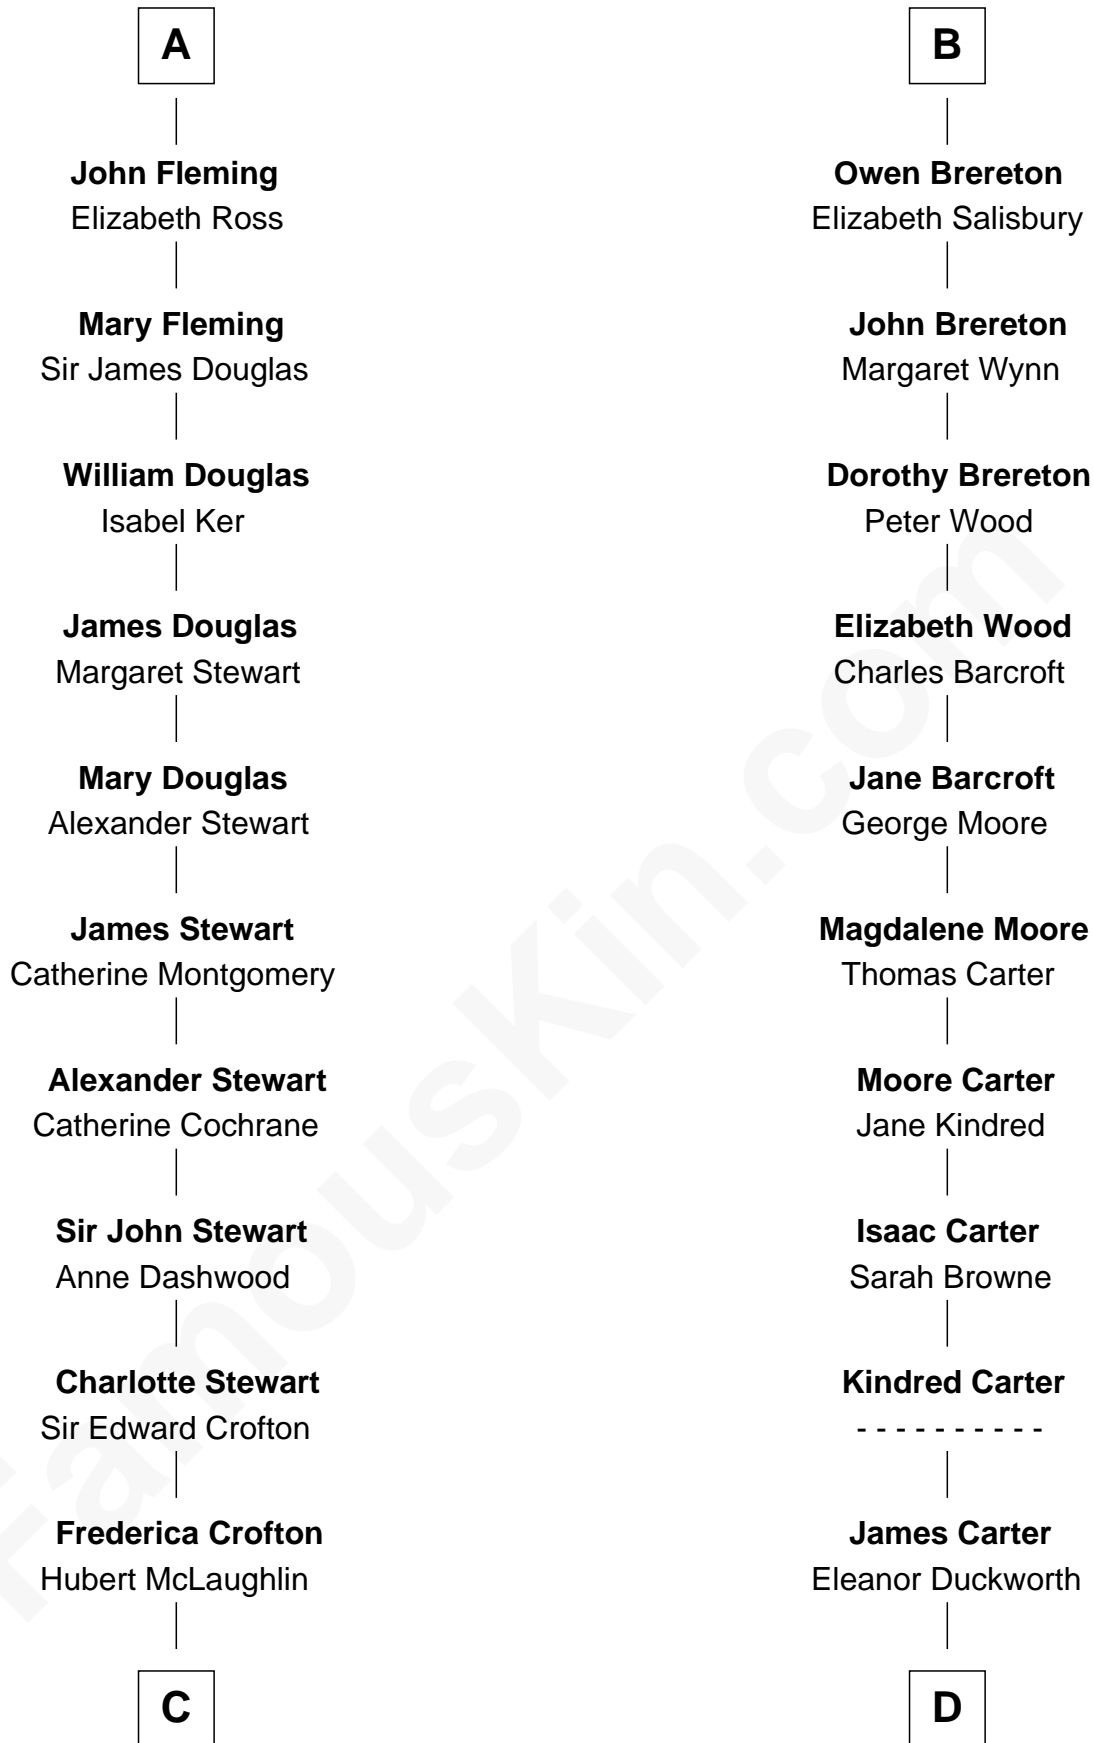 A
John Fleming
Elizabeth Ross
Mary Fleming
Sir James Douglas
William Douglas
Isabel Ker
James Douglas
Margaret Stewart
Mary Douglas
Alexander Stewart
James Stewart
Catherine Montgomery
Alexander Stewart
Catherine Cochrane
Sir John Stewart
Anne Dashwood
Charlotte Stewart
Sir Edward Crofton
Frederica Crofton
Hubert McLaughlin
C
B
Owen Brereton
Elizabeth Salisbury
John Brereton
Margaret Wynn
Dorothy Brereton
Peter Wood
Elizabeth Wood
Charles Barcroft
Jane Barcroft
George Moore
Magdalene Moore
Thomas Carter
Moore Carter
Jane Kindred
Isaac Carter
Sarah Browne
Kindred Carter
- - - - - - - - - -
James Carter
Eleanor Duckworth
D
FamousKin.com